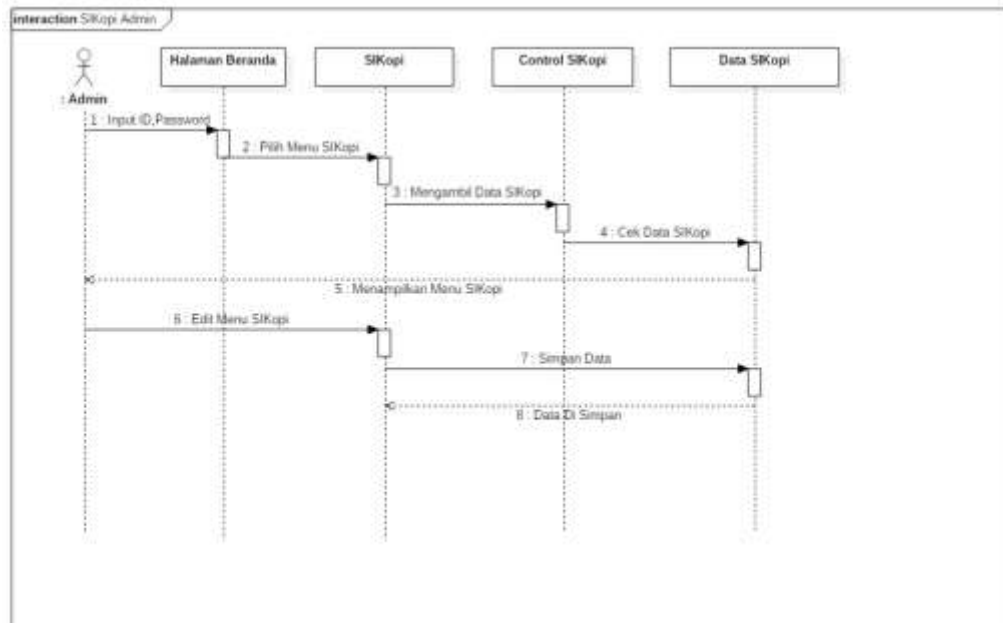 interaction SIKopi Admin
Halaman Beranda
SIKopi
Control SIKopi
Data SIKopi
: Admin
1 : Input ID,Password
2 : Pilih Menu SIKopi
3 : Mengambil Data SIKopi
4 : Cek Data SIKopi
5 : Menampilkan Menu SIKopi
6 : Edit Menu SIKopi
7 : Simpan Data
8 : Data Di Simpan